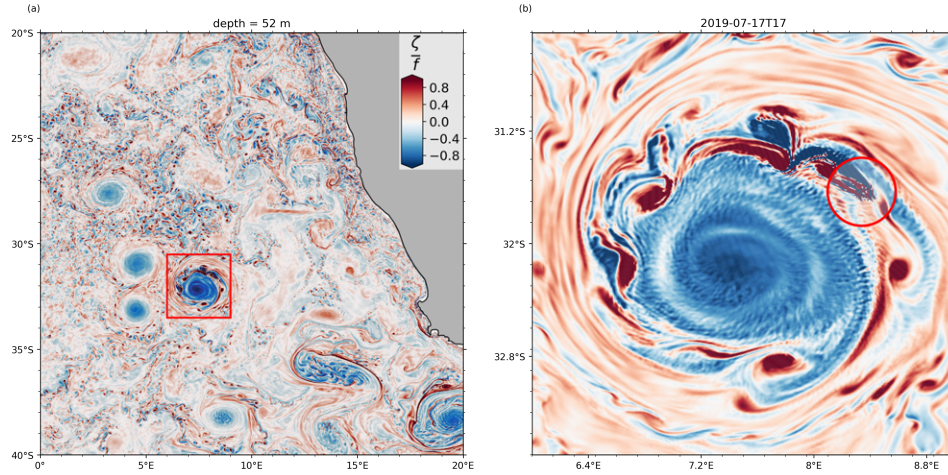 (a)
depth = 52 m
20°S
25°S
30°S
35°S
40°S
0°
5°E
10°E
15°E
20°E
ζ
f
0.8
0.4
0.0
−0.4
−0.8
(b)
2019-07-17T17
31.2°S
32°S
32.8°S
6.4°E
7.2°E
8°E
8.8°E